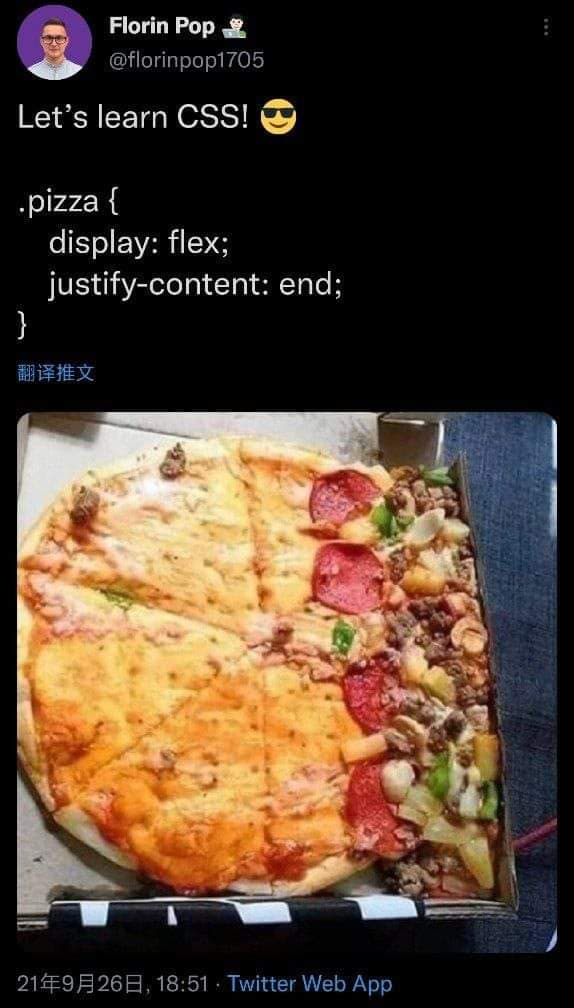 Florin Pop 👨🏻‍💻
@florinpop1705
Let’s learn CSS! 😎
.pizza {
display: flex;
justify-content: end;
}
翻译推文
21年9月26日, 18:51 · Twitter Web App